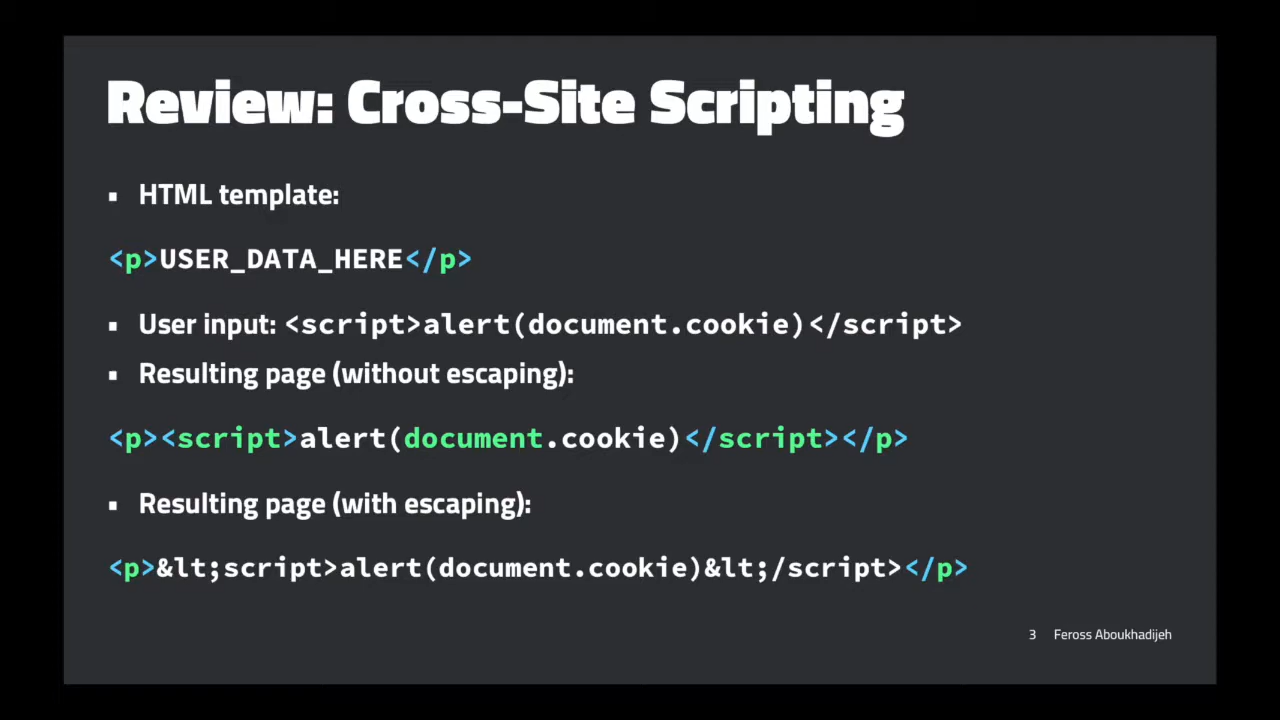 Review: Cross-Site Scripting
▪ HTML template:
<p>USER_DATA_HERE</p>
▪ User input: <script>alert(document.cookie)</script>
▪ Resulting page (without escaping):
<p><script>alert(document.cookie)</script></p>
▪ Resulting page (with escaping):
<p>&lt;script>alert(document.cookie)&lt;/script></p>
3 Feross Aboukhadijeh